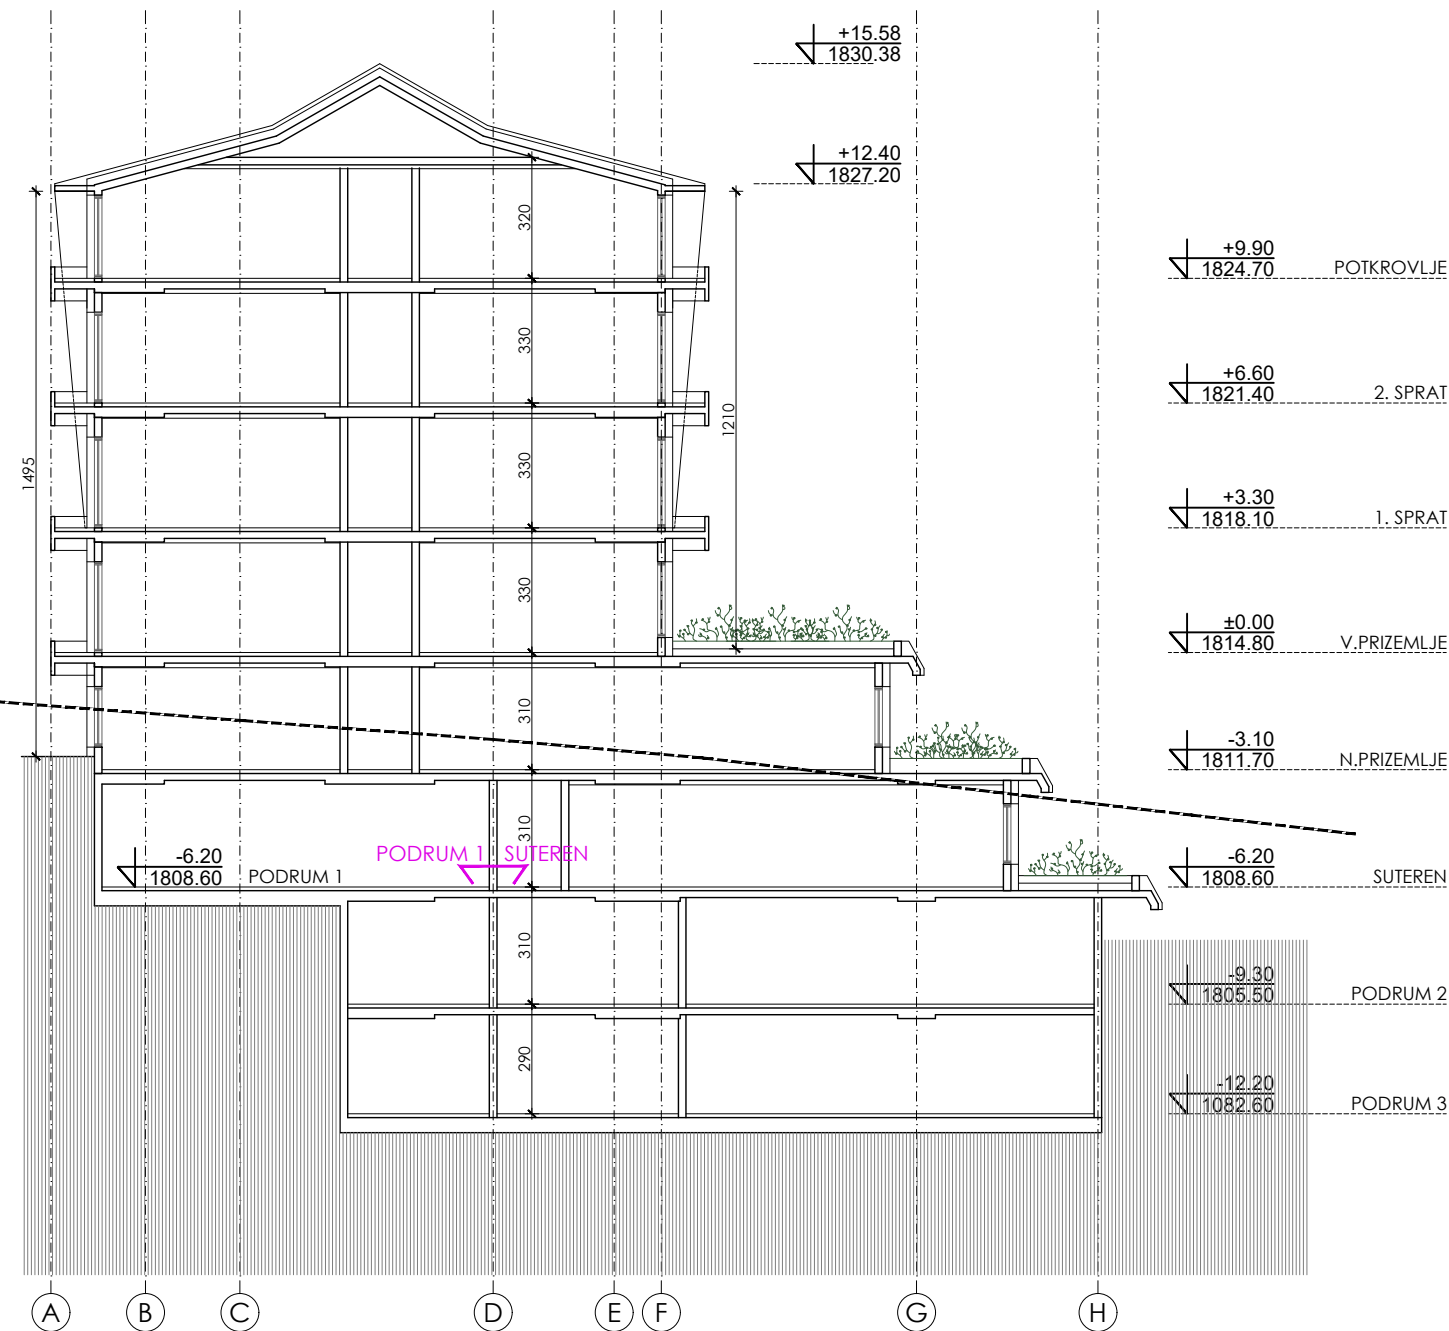 +15.58
1830.38
+12.40
1827.20
320
+9.90
1824.70 POTKROVLJE
330
+6.60
1821.40 2. SPRAT
1210
1495
330
+3.30
1818.10 1. SPRAT
330
±0.00
1814.80 V.PRIZEMLJE
310
-3.10
1811.70 N.PRIZEMLJE
310
PODRUM 1 SUTEREN
-6.20
1808.60 PODRUM 1
-6.20
1808.60 SUTEREN
310
-9.30
1805.50 PODRUM 2
290
-12.20
1082.60 PODRUM 3
A B C D E F G H